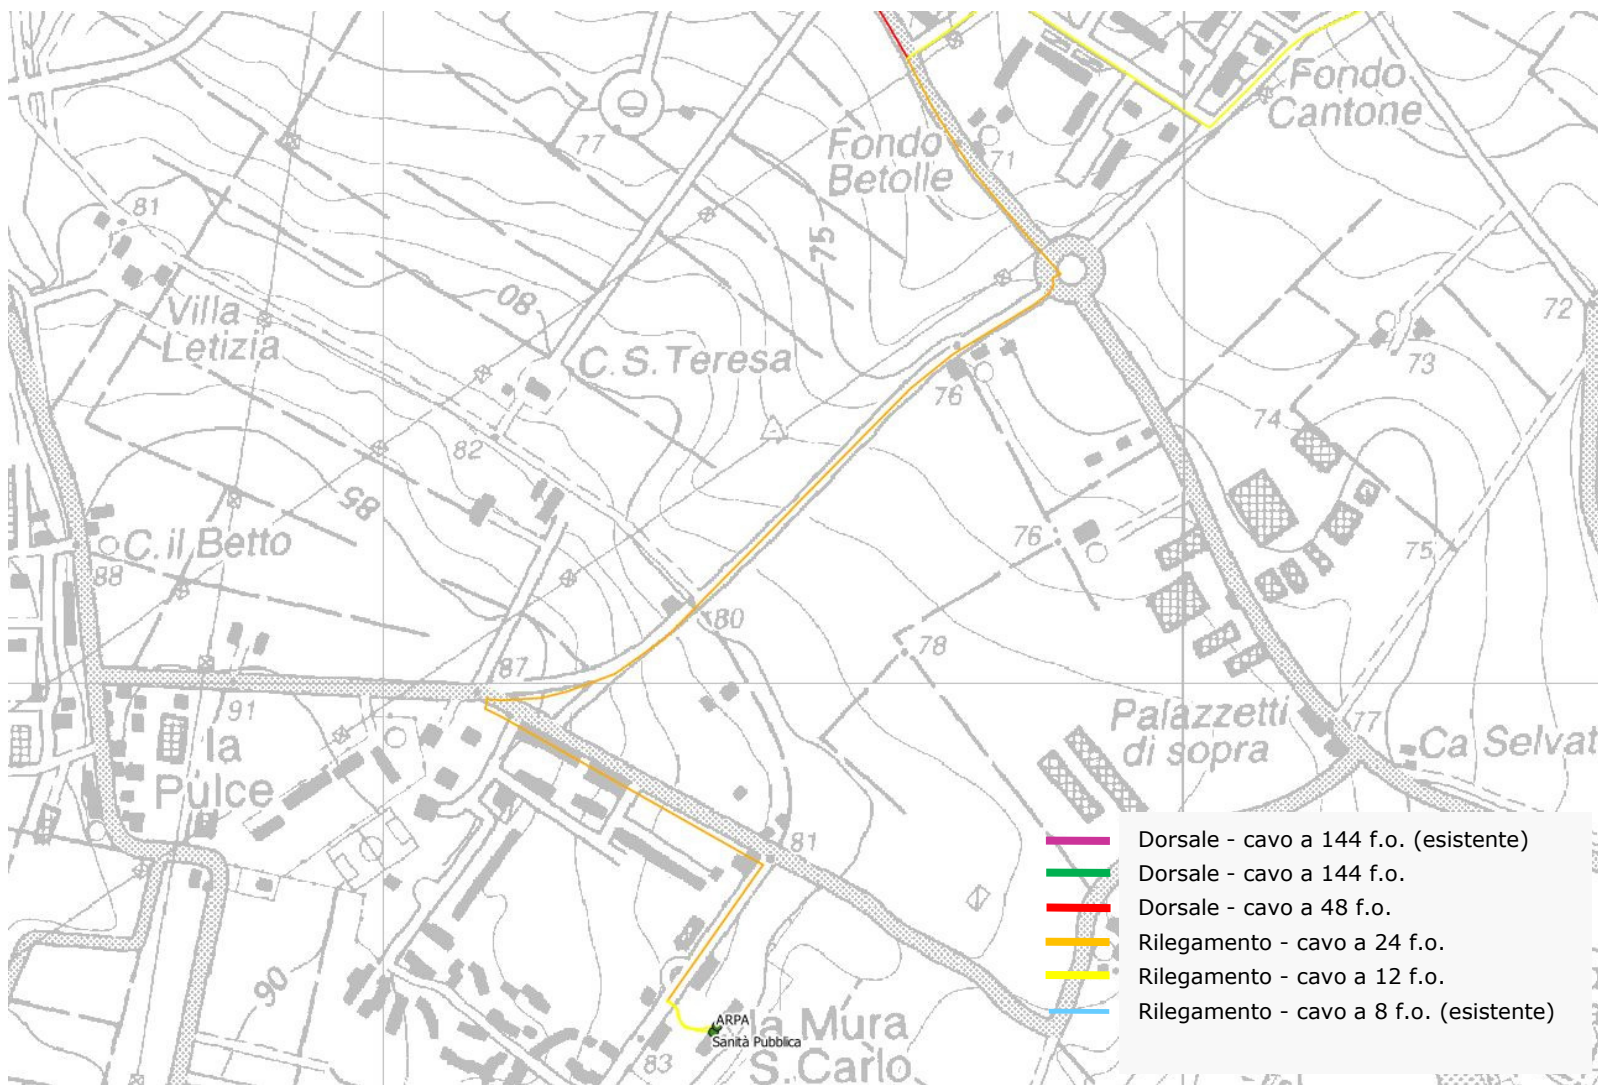 Fondo
Cantone
77
Fondo
Betolle
71
81
75
80
Villa
Letizia
72
C.S. Teresa
73
76
74
82
85
76
75
C. il Betto
88
80
78
87
91
Palazzetti
di sopra
77
Ca Selvat
la
Pulce
81
90
ARPA
Sanità Pubblica
la Mura
S. Carlo
83
Dorsale - cavo a 144 f.o. (esistente)
Dorsale - cavo a 144 f.o.
Dorsale - cavo a 48 f.o.
Rilegamento - cavo a 24 f.o.
Rilegamento - cavo a 12 f.o.
Rilegamento - cavo a 8 f.o. (esistente)